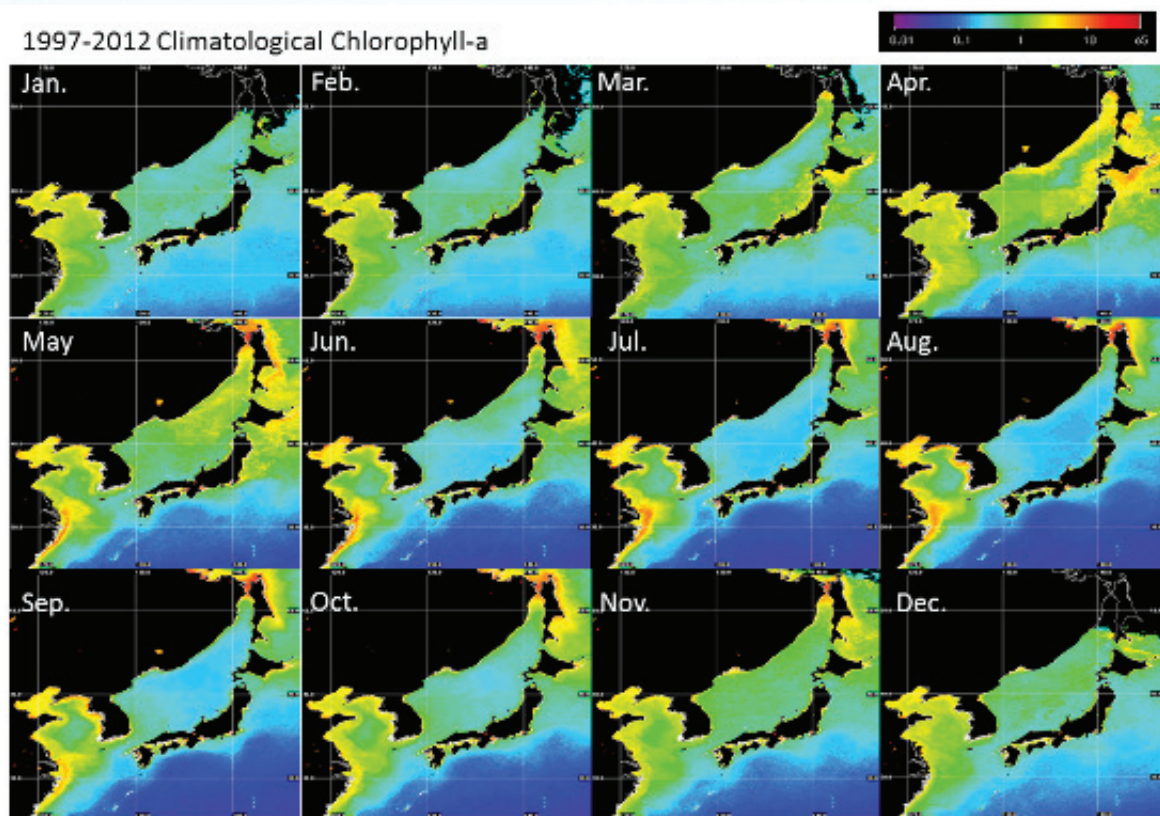 1997-2012 Climatological Chlorophyll-a
0.01 0.1 1 10 65
Jan. Feb. Mar. Apr.
May Jun. Jul. Aug.
Sep. Oct. Nov. Dec.